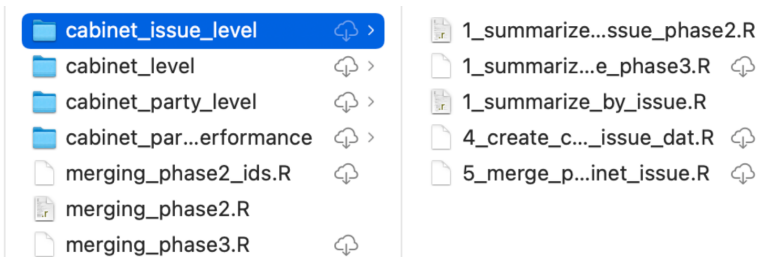 cabinet_issue_level
cabinet_level
cabinet_party_level
cabinet_par...erformance
merging_phase2_ids.R
merging_phase2.R
merging_phase3.R
1_summarize...ssue_phase2.R
1_summariz...e_phase3.R
1_summarize_by_issue.R
4_create_c..._issue_dat.R
5_merge_p...inet_issue.R